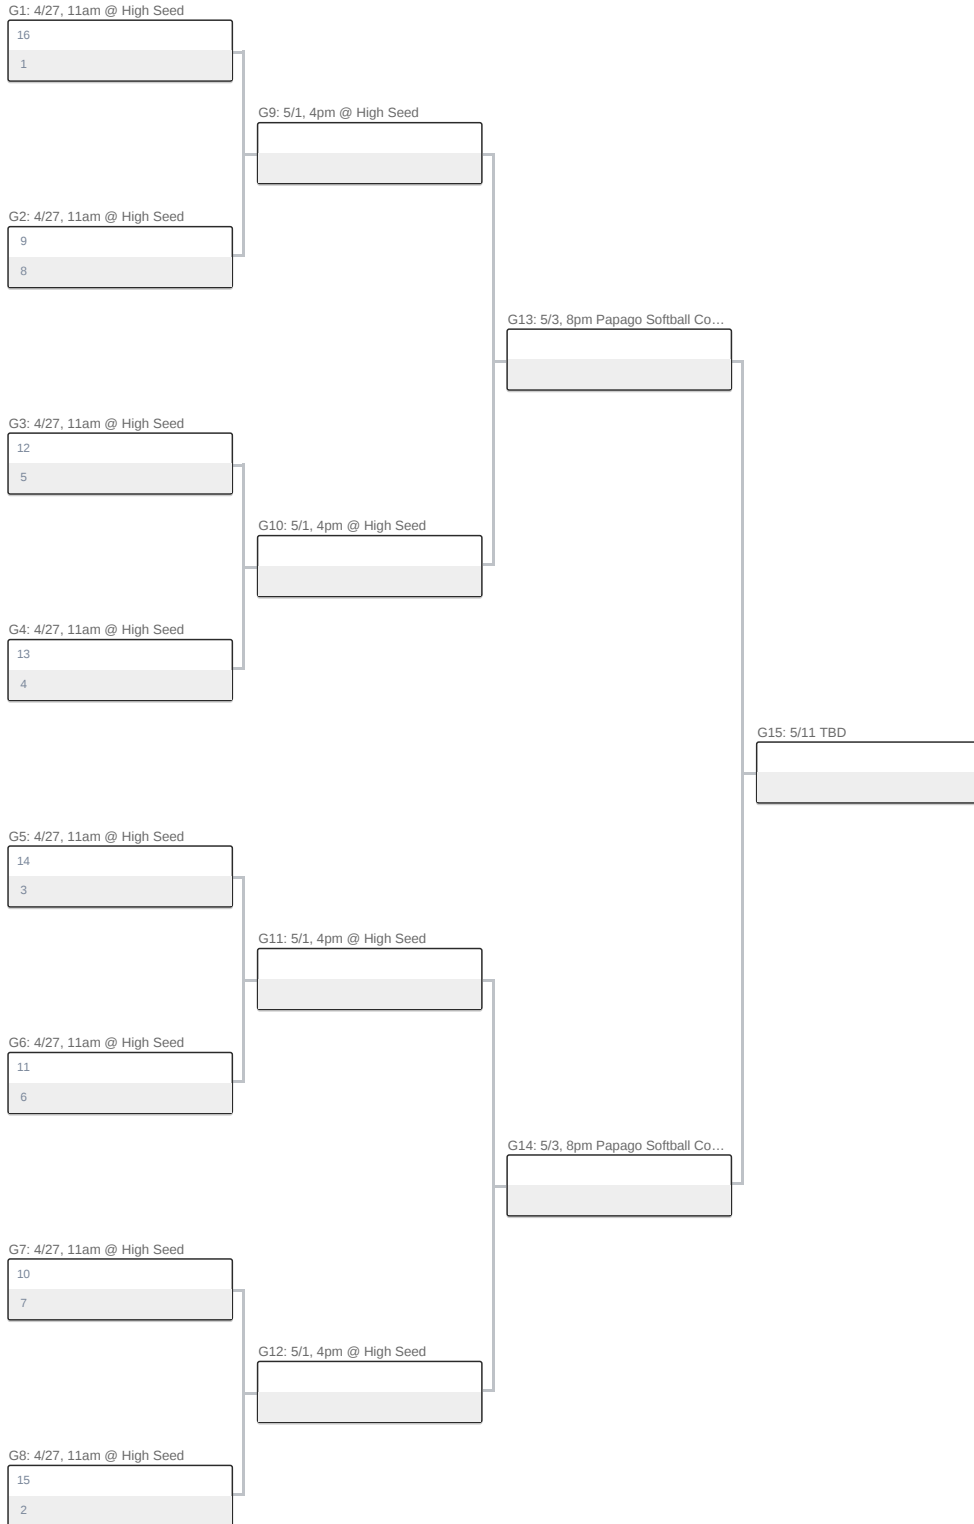 G1: 4/27, 11am @ High Seed
16
1
G9: 5/1, 4pm @ High Seed
G2: 4/27, 11am @ High Seed
9
8
G13: 5/3, 8pm Papago Softball Co…
G3: 4/27, 11am @ High Seed
12
5
G10: 5/1, 4pm @ High Seed
G4: 4/27, 11am @ High Seed
13
4
G15: 5/11 TBD
G5: 4/27, 11am @ High Seed
14
3
G11: 5/1, 4pm @ High Seed
G6: 4/27, 11am @ High Seed
11
6
G14: 5/3, 8pm Papago Softball Co…
G7: 4/27, 11am @ High Seed
10
7
G12: 5/1, 4pm @ High Seed
G8: 4/27, 11am @ High Seed
15
2